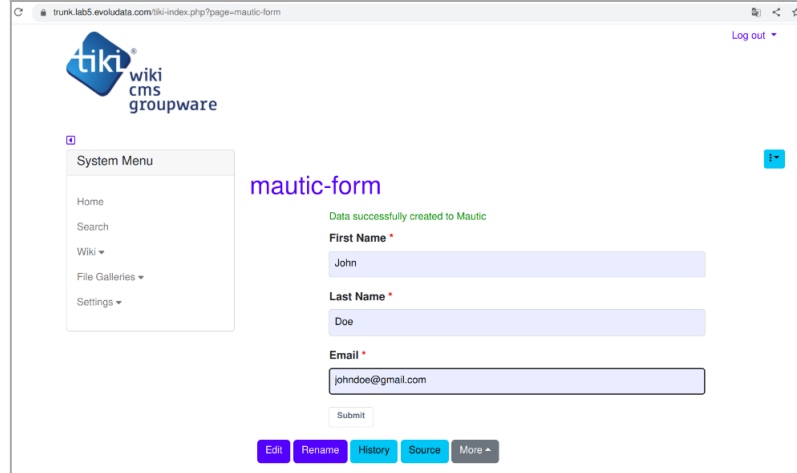 trunk.lab5.evoludata.com/tiki-index.php?page=mautic-form
Log out
tiki®
wiki
cms
groupware
System Menu
Home
Search
Wiki
File Galleries
Settings
mautic-form
Data successfully created to Mautic
First Name *
John
Last Name *
Doe
Email *
johndoe@gmail.com
Submit
Edit Rename History Source More